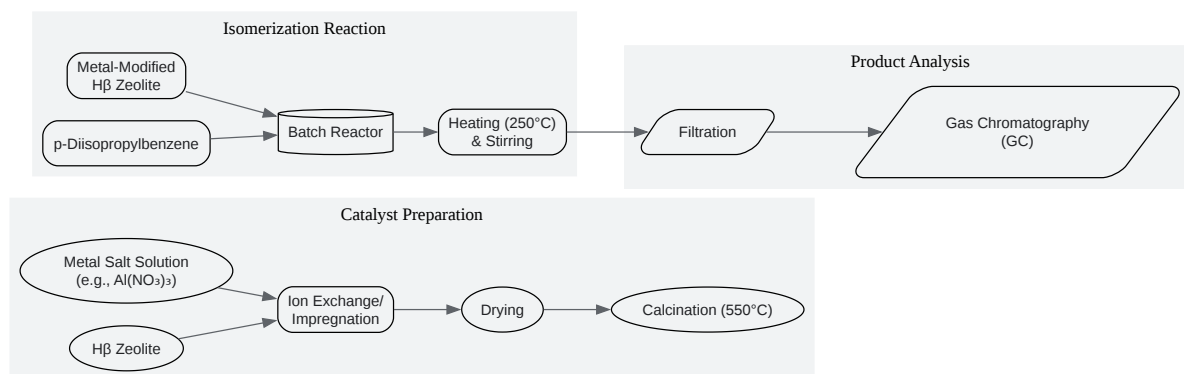 Isomerization Reaction
Metal-Modified
Hβ Zeolite
p-Diisopropylbenzene
Batch Reactor
Heating (250°C)
& Stirring
Product Analysis
Filtration
Gas Chromatography
(GC)
Catalyst Preparation
Metal Salt Solution
(e.g., Al(NO₃)₃)
Hβ Zeolite
Ion Exchange/
Impregnation
Drying
Calcination (550°C)